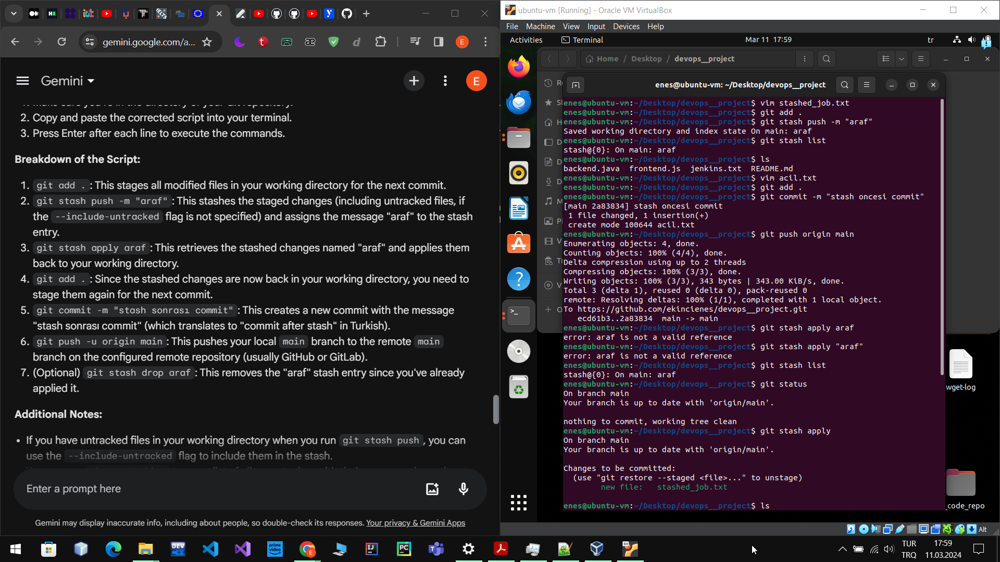 gemini.google.com/a...
E
Gemini
E
2. Copy and paste the corrected script into your terminal.
3. Press Enter after each line to execute the commands.
Breakdown of the Script:
1. git add . : This stages all modified files in your working directory for the next commit.
2. git stash push -m "araf" : This stashes the staged changes (including untracked files, if
the --include-untracked flag is not specified) and assigns the message "araf" to the stash
entry.
3. git stash apply araf : This retrieves the stashed changes named "araf" and applies them
back to your working directory.
4. git add . : Since the stashed changes are now back in your working directory, you need to
stage them again for the next commit.
5. git commit -m "stash sonrası commit" : This creates a new commit with the message
"stash sonrası commit" (which translates to "commit after stash" in Turkish).
6. git push -u origin main : This pushes your local main branch to the remote main
branch on the configured remote repository (usually GitHub or GitLab).
7. (Optional) git stash drop araf : This removes the "araf" stash entry since you've already
applied it.
Additional Notes:
• If you have untracked files in your working directory when you run git stash push , you can
use the --include-untracked flag to include them in the stash.
Enter a prompt here
Gemini may display inaccurate info, including about people, so double-check its responses. Your privacy & Gemini Apps
ubuntu-vm [Running] - Oracle VM VirtualBox
File Machine View Input Devices Help
Activities Terminal Mar 11 17:59 tr
Home / Desktop / devops__project
enes@ubuntu-vm: ~/Desktop/devops__project
enes@ubuntu-vm:~/Desktop/devops__project$ vim stashed_job.txt
enes@ubuntu-vm:~/Desktop/devops__project$ git add .
enes@ubuntu-vm:~/Desktop/devops__project$ git stash push -m "araf"
Saved working directory and index state On main: araf
enes@ubuntu-vm:~/Desktop/devops__project$ git stash list
stash@{0}: On main: araf
enes@ubuntu-vm:~/Desktop/devops__project$ ls
backend.java frontend.js jenkins.txt README.md
enes@ubuntu-vm:~/Desktop/devops__project$ vim acil.txt
enes@ubuntu-vm:~/Desktop/devops__project$ git add .
enes@ubuntu-vm:~/Desktop/devops__project$ git commit -m "stash oncesi commit"
[main 2a83834] stash oncesi commit
1 file changed, 1 insertion(+)
create mode 100644 acil.txt
enes@ubuntu-vm:~/Desktop/devops__project$ git push origin main
Enumerating objects: 4, done.
Counting objects: 100% (4/4), done.
Delta compression using up to 2 threads
Compressing objects: 100% (3/3), done.
Writing objects: 100% (3/3), 343 bytes | 343.00 KiB/s, done.
Total 3 (delta 1), reused 0 (delta 0), pack-reused 0
remote: Resolving deltas: 100% (1/1), completed with 1 local object.
To https://github.com/ekincienes/devops__project.git
ecd61b3..2a83834 main -> main
enes@ubuntu-vm:~/Desktop/devops__project$ git stash apply araf
error: araf is not a valid reference
enes@ubuntu-vm:~/Desktop/devops__project$ git stash apply "araf"
error: araf is not a valid reference
enes@ubuntu-vm:~/Desktop/devops__project$ git stash list
stash@{0}: On main: araf
enes@ubuntu-vm:~/Desktop/devops__project$ git status
On branch main
Your branch is up to date with 'origin/main'.
nothing to commit, working tree clean
enes@ubuntu-vm:~/Desktop/devops__project$ git stash apply
On branch main
Your branch is up to date with 'origin/main'.
Changes to be committed:
(use "git restore --staged <file>..." to unstage)
new file: stashed_job.txt
enes@ubuntu-vm:~/Desktop/devops__project$ ls
wget-log
_code_repo
Alt
TUR
TRQ
17:59
11.03.2024